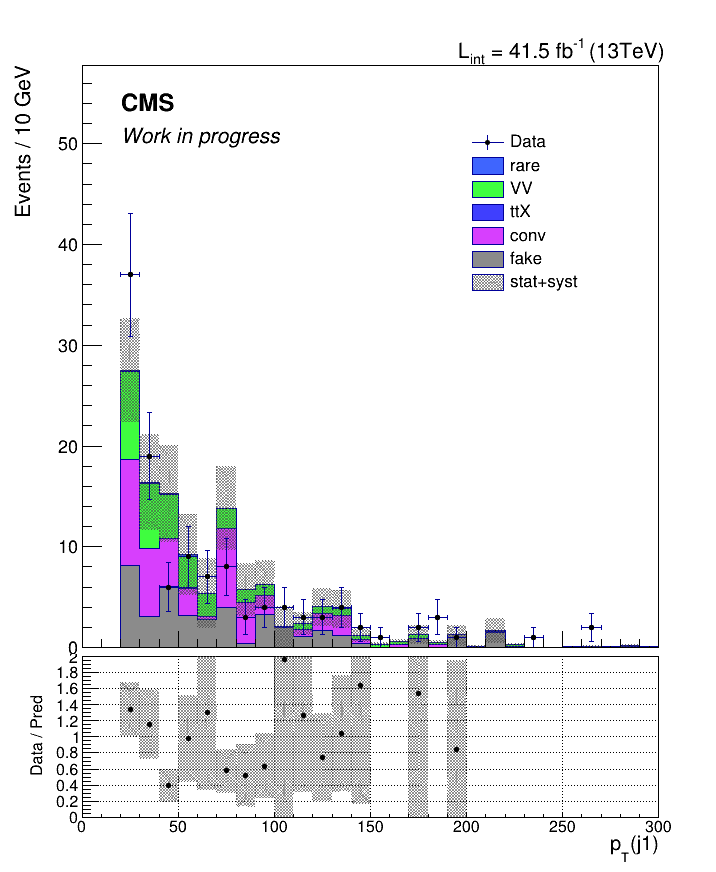 L_int = 41.5 fb^-1 (13TeV)
Events / 10 GeV
CMS
Work in progress
Data
rare
VV
ttX
conv
fake
stat+syst
50
40
30
20
10
0
Data / Pred
2
1.8
1.6
1.4
1.2
1
0.8
0.6
0.4
0.2
0
0 50 100 150 200 250 300
p_T(j1)